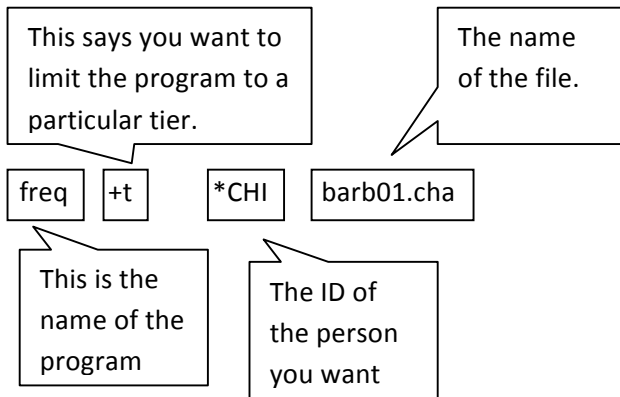 This says you want to
limit the program to a
particular tier.
The name
of the file.
freq +t *CHI barb01.cha
This is the
name of the
program
The ID of
the person
you want